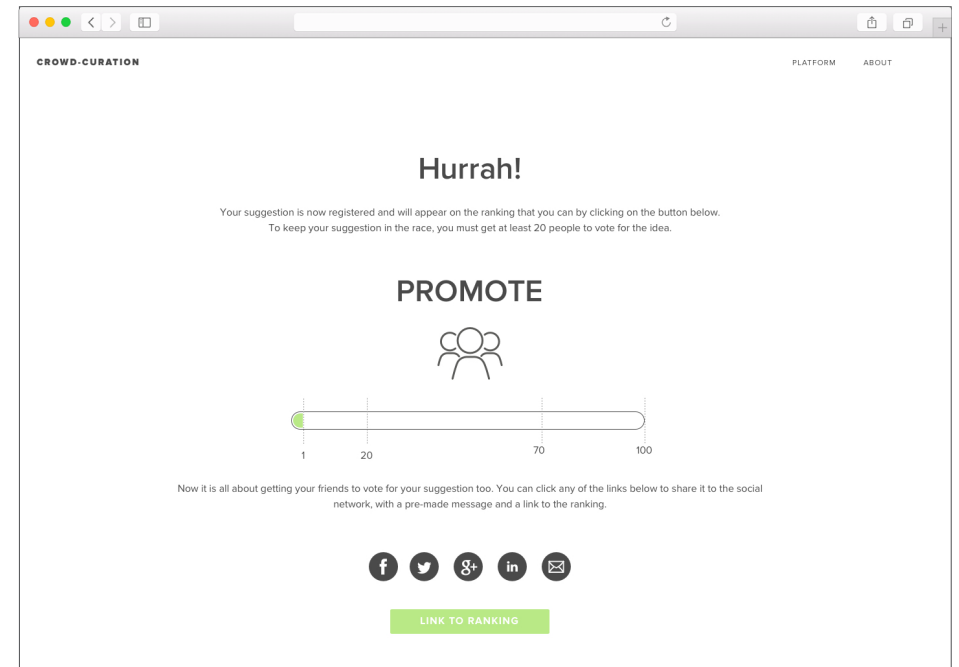 CROWD-CURATION
PLATFORM ABOUT
Hurrah!
Your suggestion is now registered and will appear on the ranking that you can by clicking on the button below.
To keep your suggestion in the race, you must get at least 20 people to vote for the idea.
PROMOTE
1 20 70 100
Now it is all about getting your friends to vote for your suggestion too. You can click any of the links below to share it to the social
network, with a pre-made message and a link to the ranking.
f g+ in
LINK TO RANKING